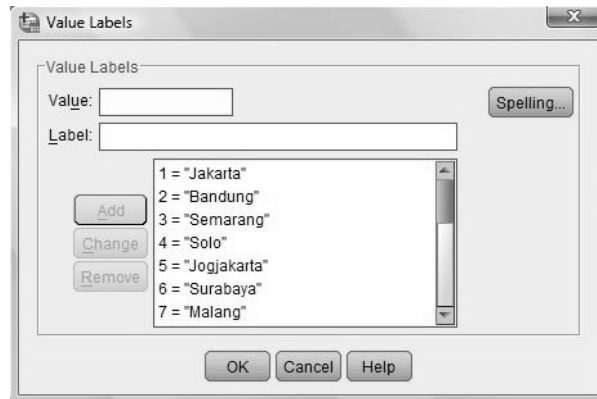 Value Labels
Value Labels
Value:
Spelling...
Label:
1 = "Jakarta"
2 = "Bandung"
3 = "Semarang"
4 = "Solo"
5 = "Jogjakarta"
6 = "Surabaya"
7 = "Malang"
Add
Change
Remove
OK Cancel Help